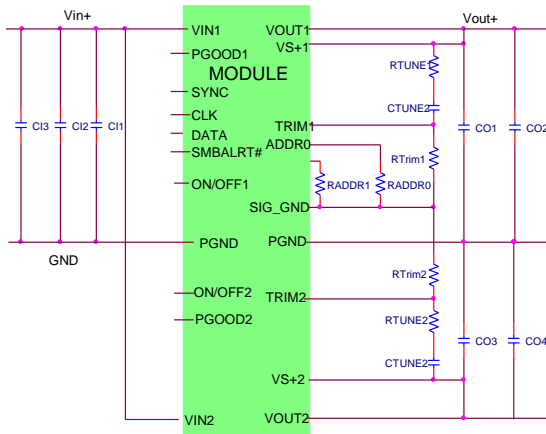 Vin+
Vout+
VIN1
VOUT1
VS+1
PGOOD1
RTUNE1
MODULE
SYNC
CTUNE2
CLK
TRIM1
CI3
CI2
CI1
DATA
ADDR0
CO1
CO2
SMBALRT#
RTrim1
ON/OFF1
RADDR1
RADDR0
SIG_GND
PGND
PGND
GND
RTrim2
ON/OFF2
TRIM2
PGOOD2
RTUNE2
CO3
CO4
CTUNE2
VS+2
VIN2
VOUT2